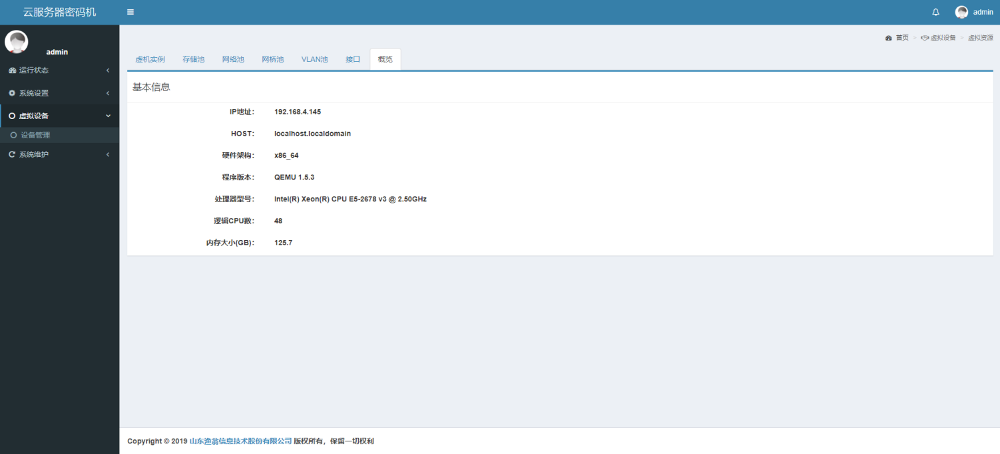 云服务器密码机
admin
admin
运行状态
系统设置
虚拟设备
设备管理
系统维护
首页 > 虚拟设备 > 虚拟资源
虚机实例 存储池 网络池 网桥池 VLAN池 接口 概览
基本信息
IP地址： 192.168.4.145
HOST： localhost.localdomain
硬件架构： x86_64
程序版本： QEMU 1.5.3
处理器型号： Intel(R) Xeon(R) CPU E5-2678 v3 @ 2.50GHz
逻辑CPU数： 48
内存大小(GB)： 125.7
Copyright © 2019 山东渔翁信息技术股份有限公司 版权所有，保留一切权利